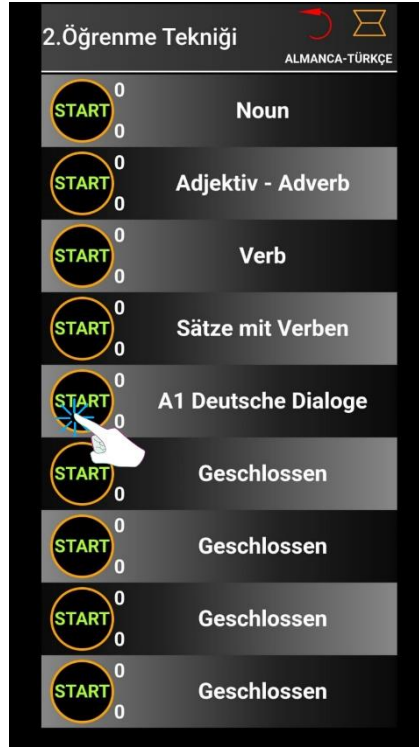 2.Öğrenme Tekniği
ALMANCA-TÜRKÇE
START 0 0 Noun
START 0 0 Adjektiv - Adverb
START 0 0 Verb
START 0 0 Sätze mit Verben
START 0 0 A1 Deutsche Dialoge
START 0 Geschlossen
START 0 0 Geschlossen
START 0 0 Geschlossen
START 0 0 Geschlossen